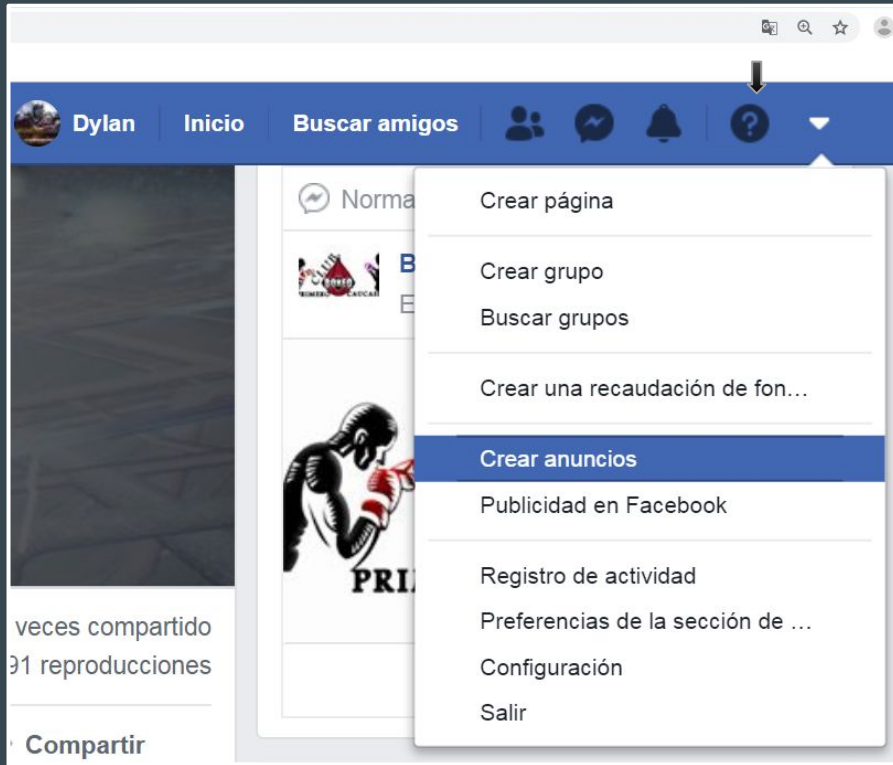 Dylan Inicio Buscar amigos
Norma
Crear página
B
E
Crear grupo
Buscar grupos
Crear una recaudación de fon…
Crear anuncios
Publicidad en Facebook
PRI
Registro de actividad
veces compartido
Preferencias de la sección de …
91 reproducciones
Configuración
Salir
Compartir